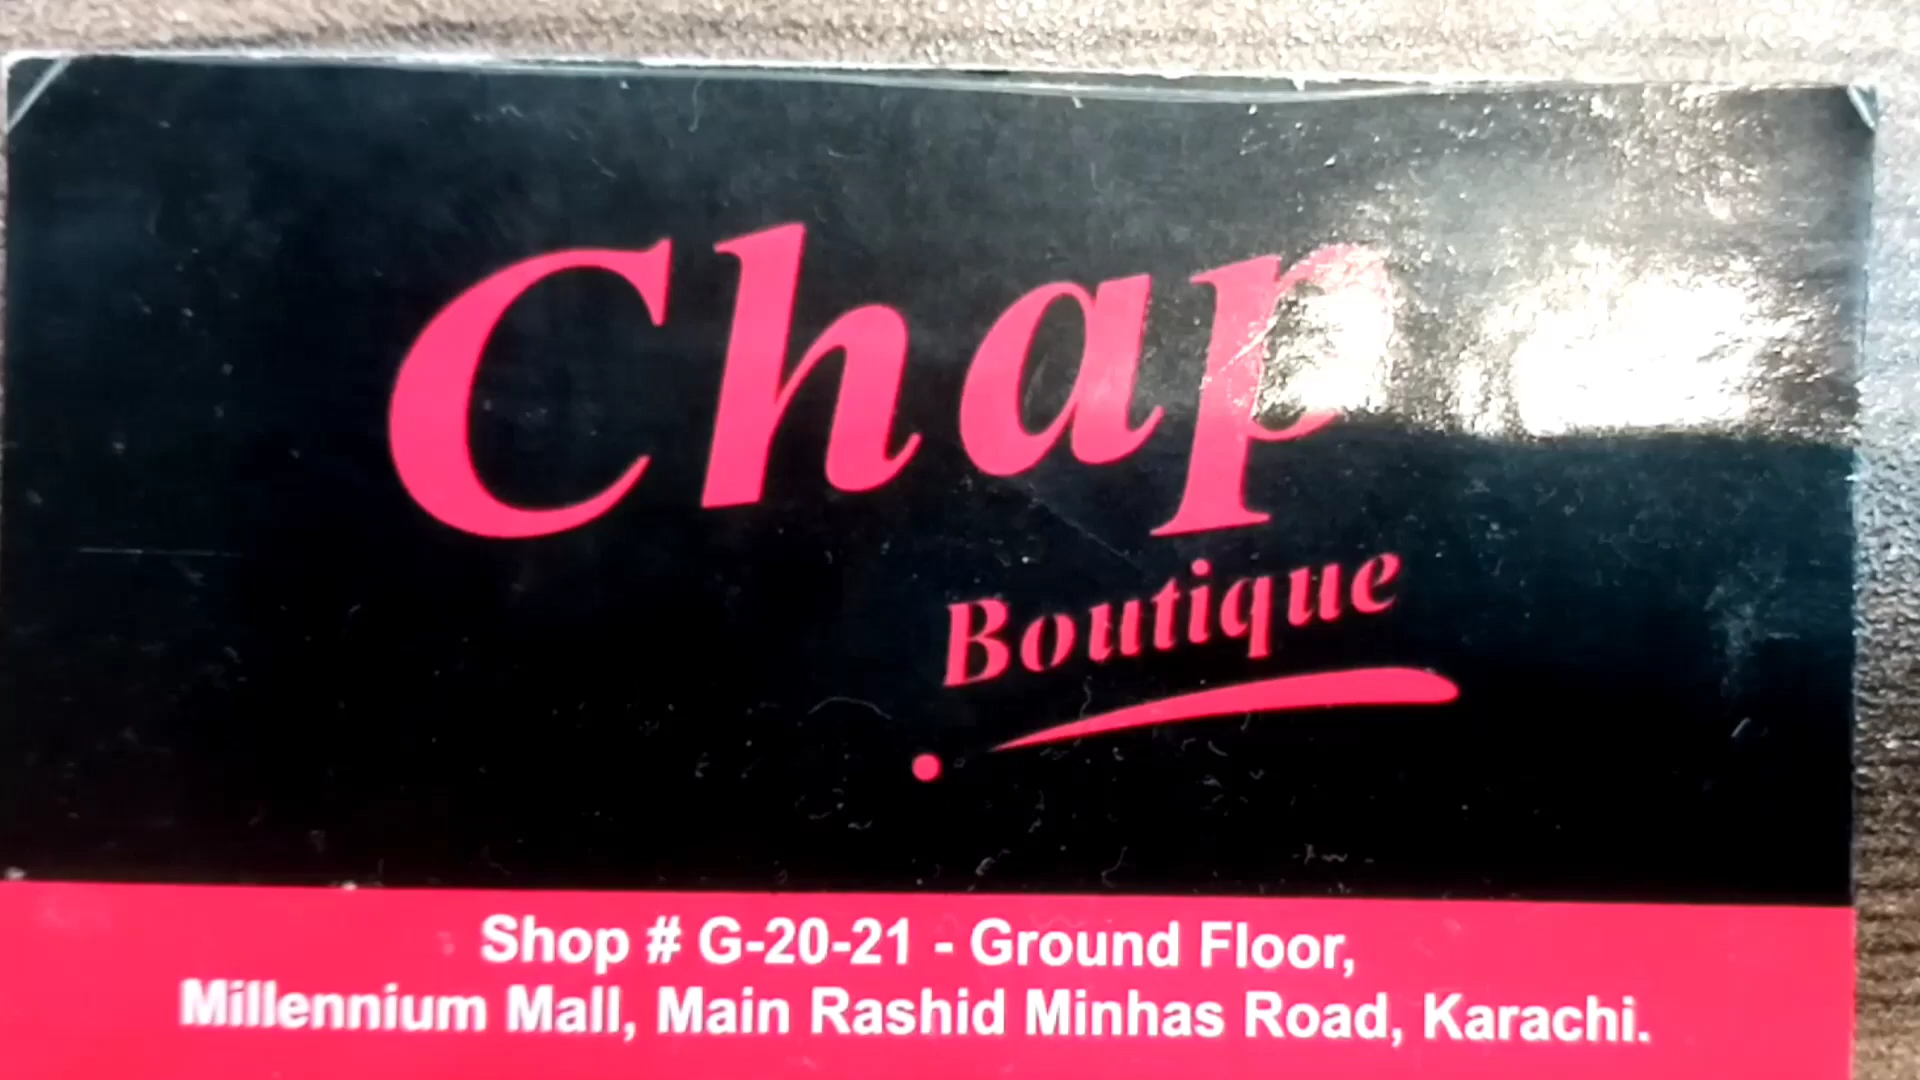 Chap
Boutique
Shop # G-20-21 - Ground Floor,
Millennium Mall, Main Rashid Minhas Road, Karachi.